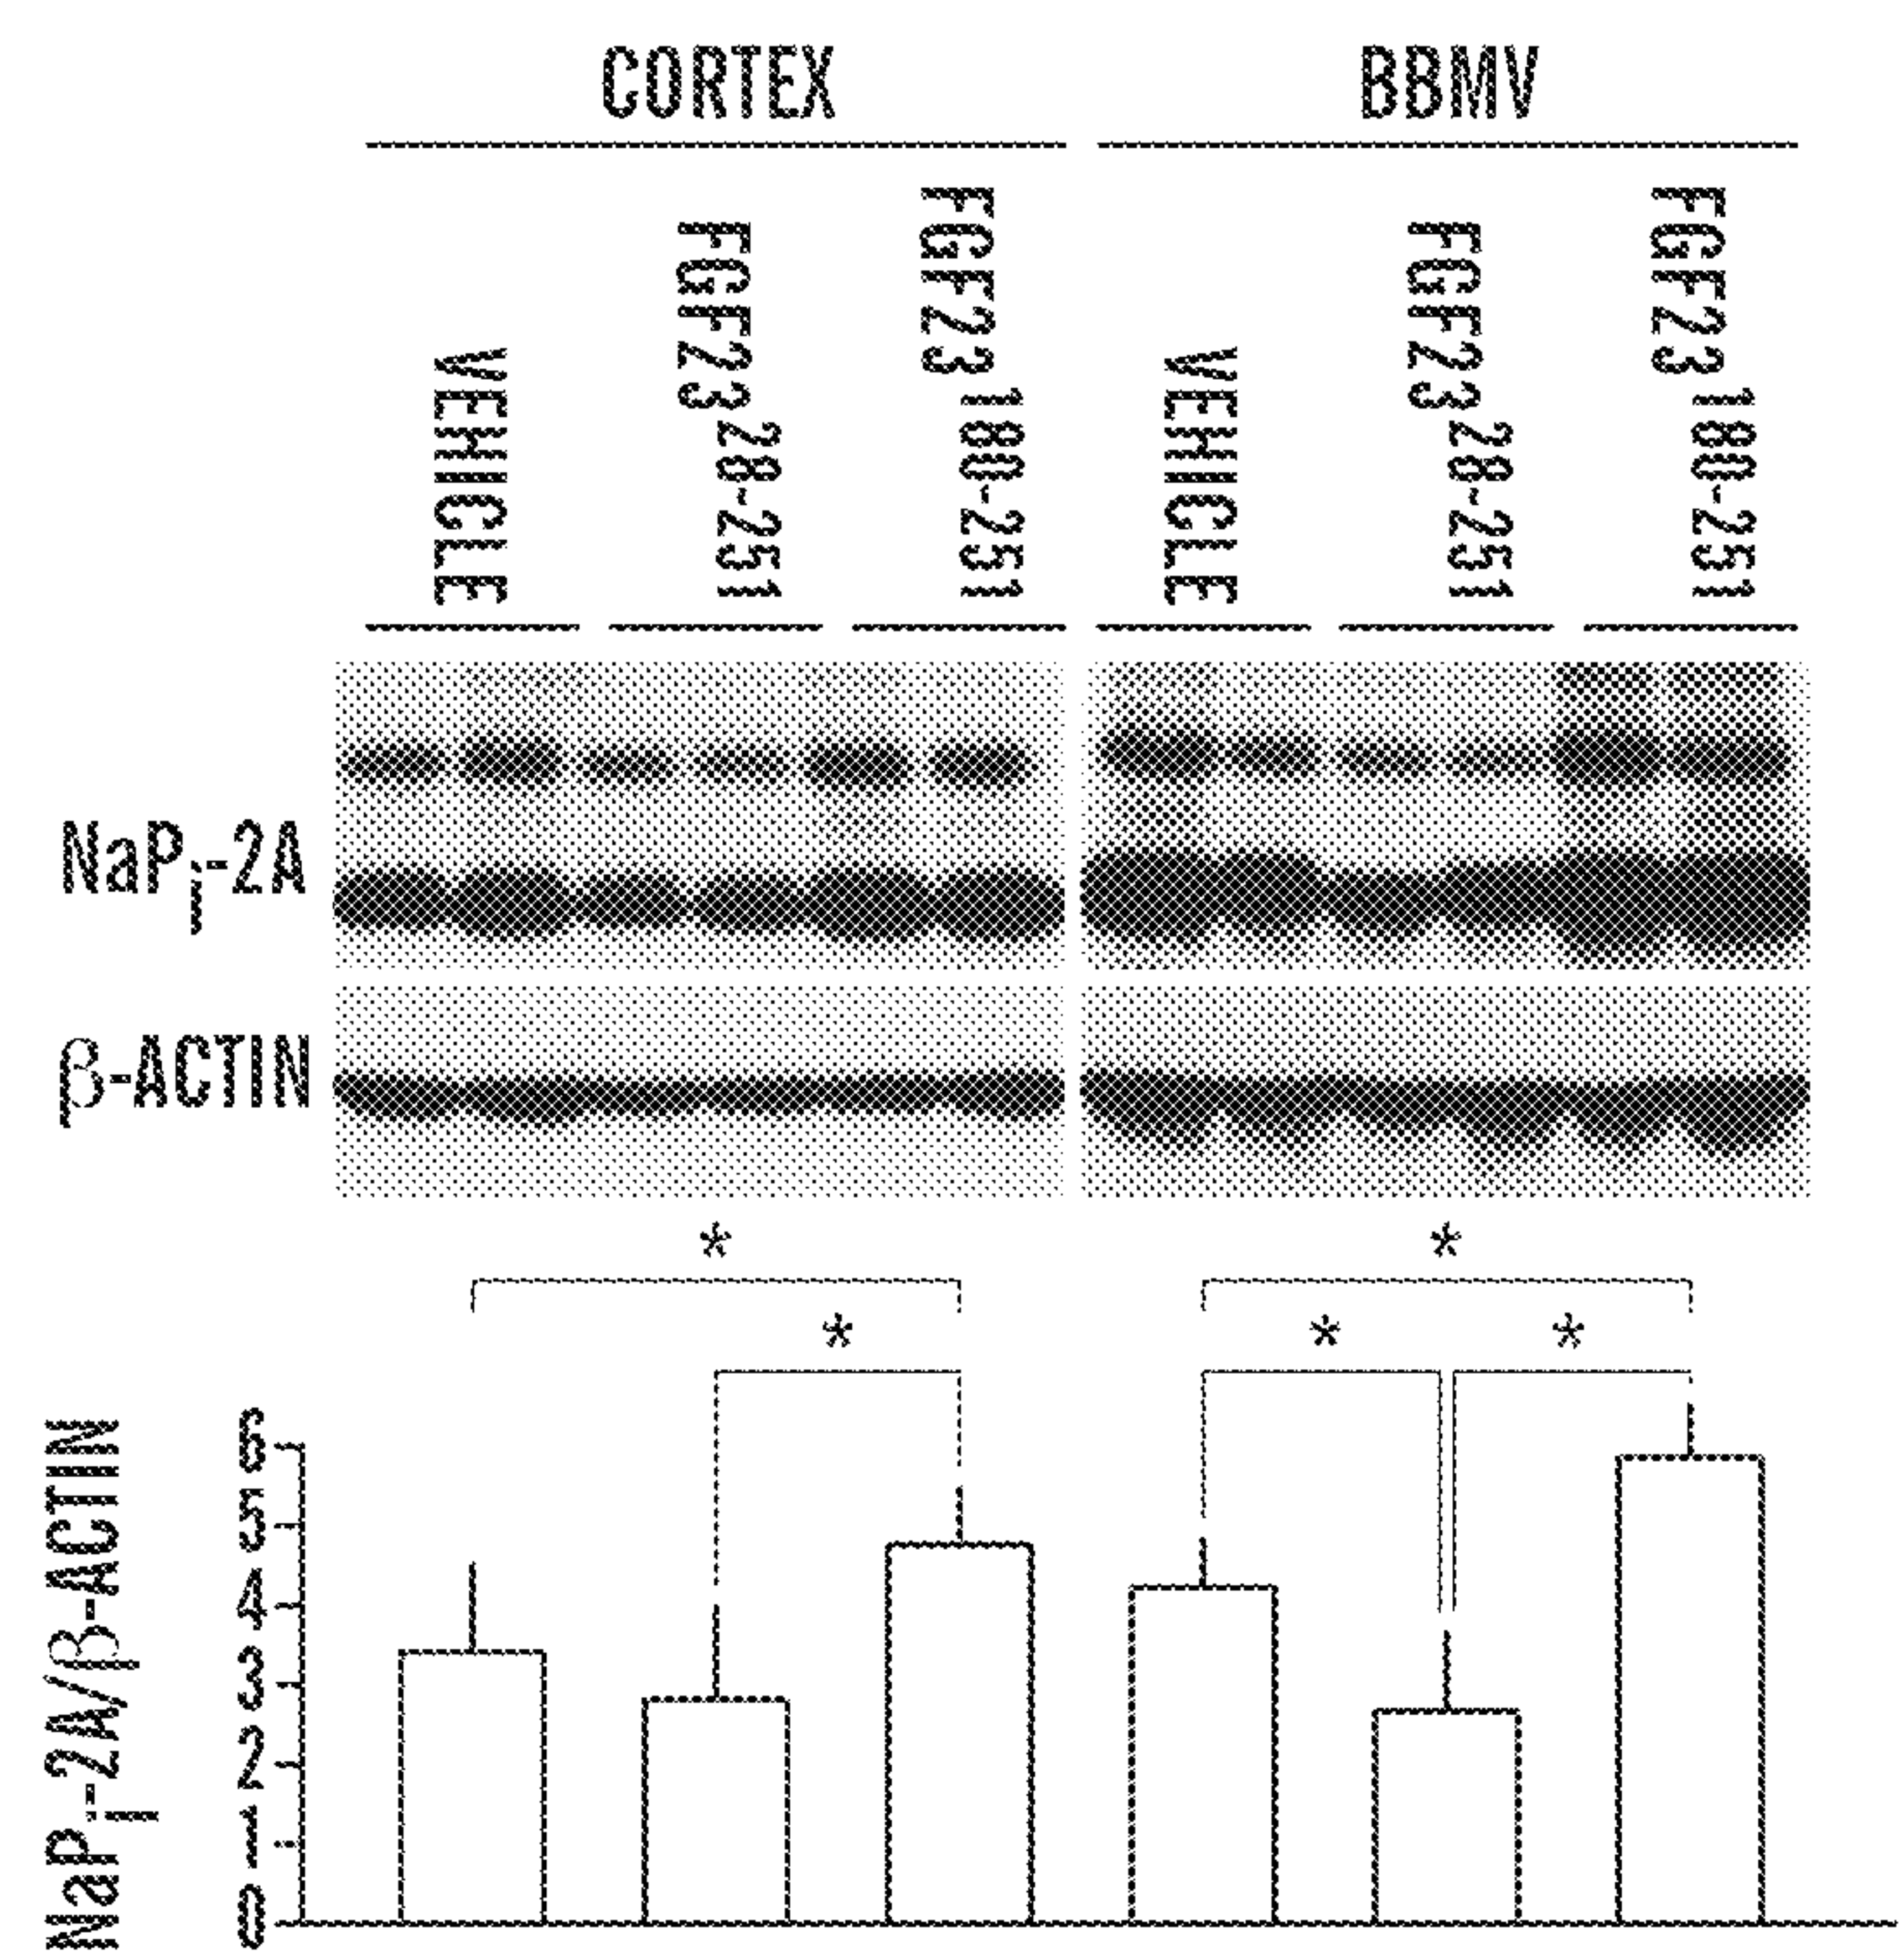 CORTEX
BBMV
VEHICLE
FGF23 28-251
FGF23 180-251
VEHICLE
FGF23 28-251
FGF23 180-251
NaPi-2A
β-ACTIN
*
*
*
*
*
NaPi-2A/β-ACTIN
6
5
4
3
2
1
0